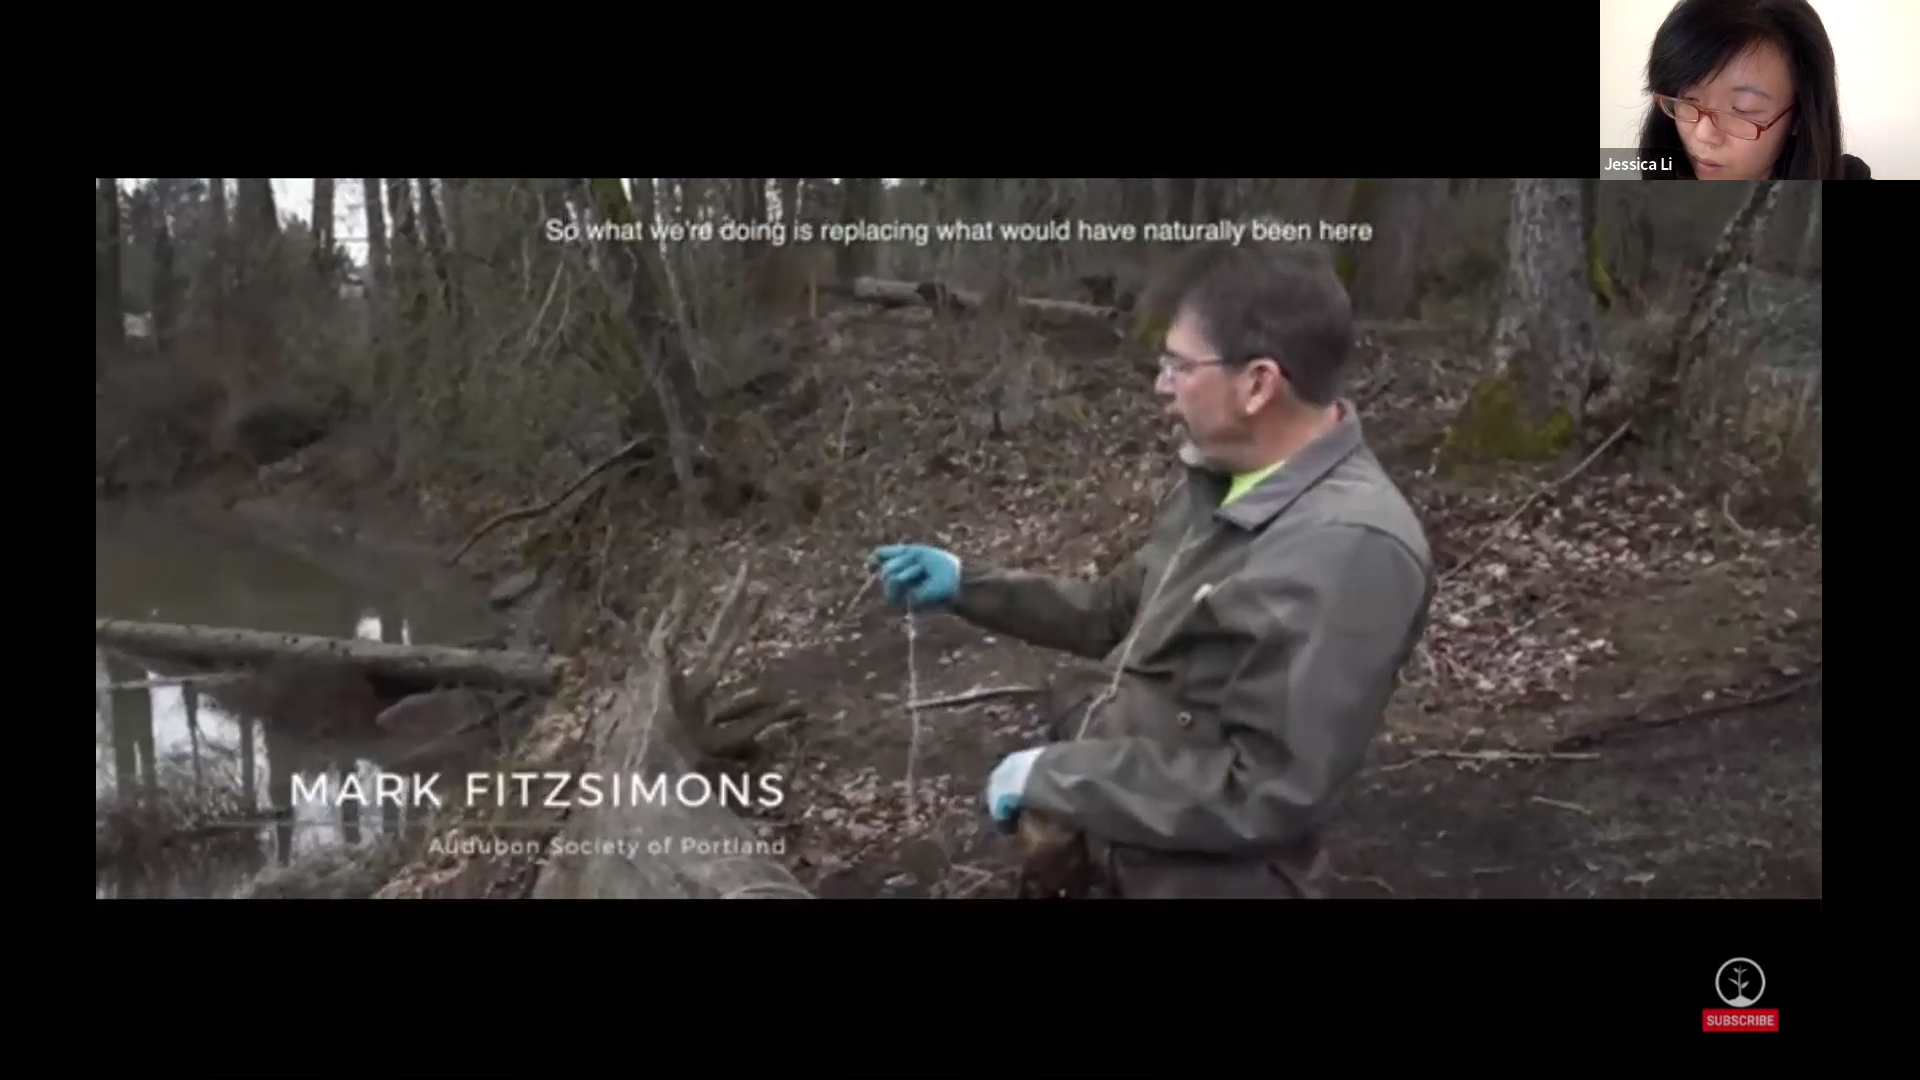 Jessica Li
So what we're doing is replacing what would have naturally been here
MARK FITZSIMONS
Audubon Society of Portland
SUBSCRIBE